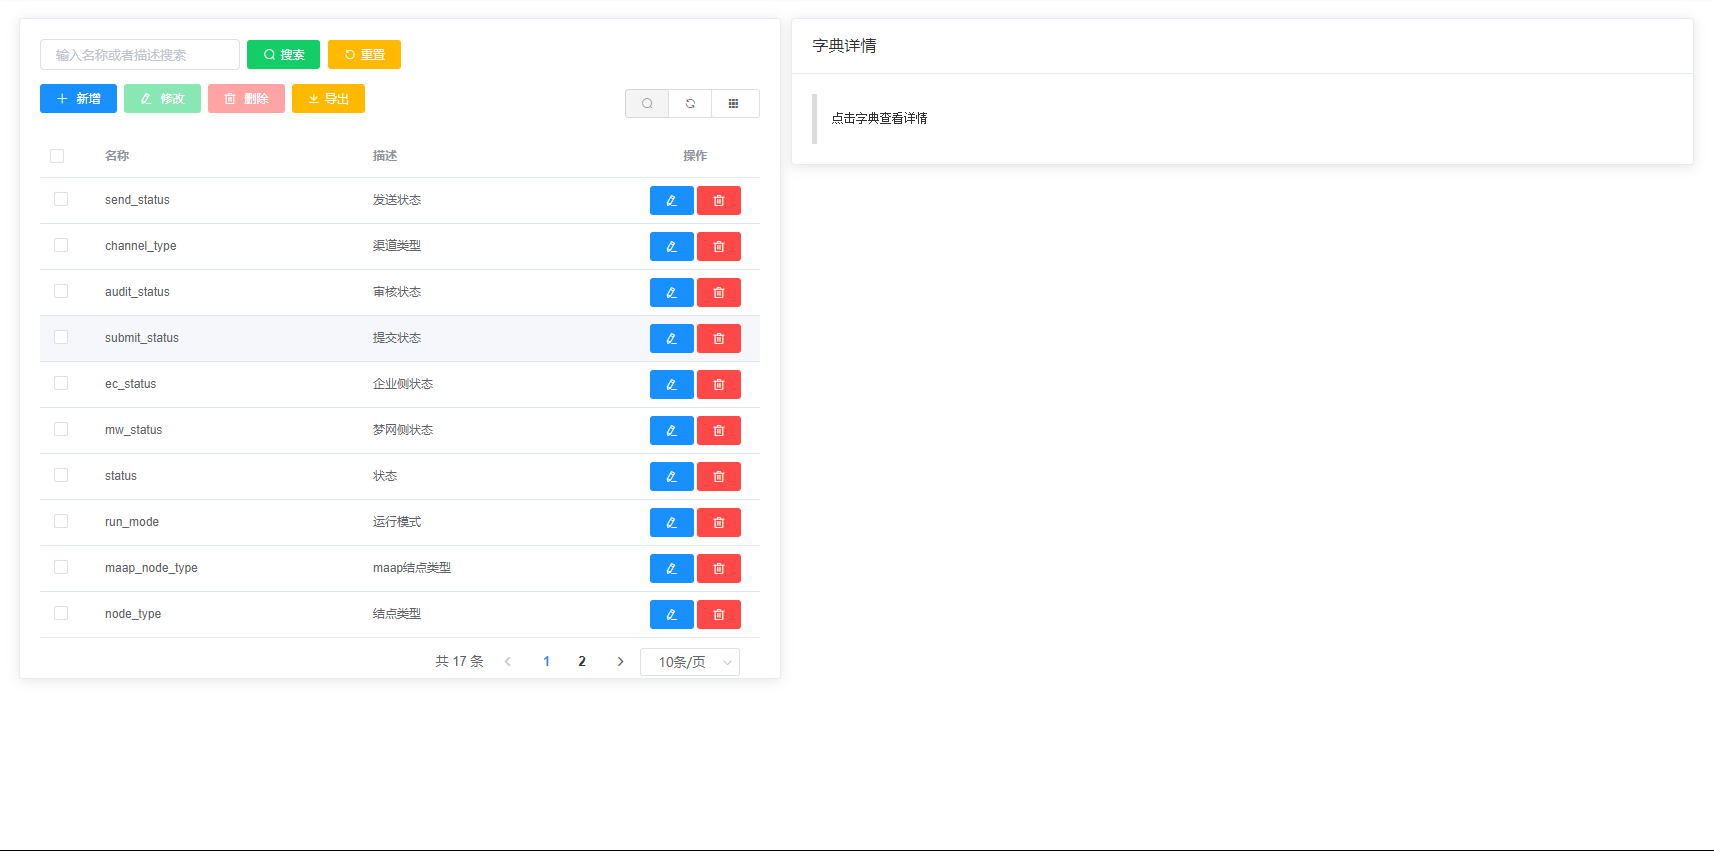 输入名称或者描述搜索 搜索 重置
新增 修改 删除 导出
名称 描述 操作
send_status 发送状态
channel_type 渠道类型
audit_status 审核状态
submit_status 提交状态
ec_status 企业侧状态
mw_status 梦网侧状态
status 状态
run_mode 运行模式
maap_node_type maap结点类型
node_type 结点类型
共 17 条 1 2 10条/页
字典详情
点击字典查看详情